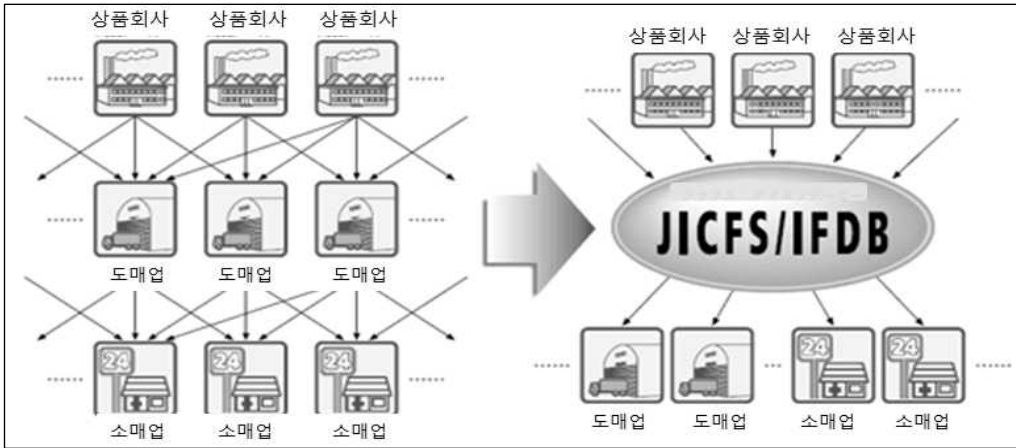 상품회사 상품회사 상품회사
도매업 도매업 도매업
24 24 24
소매업 소매업 소매업
상품회사 상품회사 상품회사
JICFS/IFDB
24 24
도매업 도매업 소매업 소매업